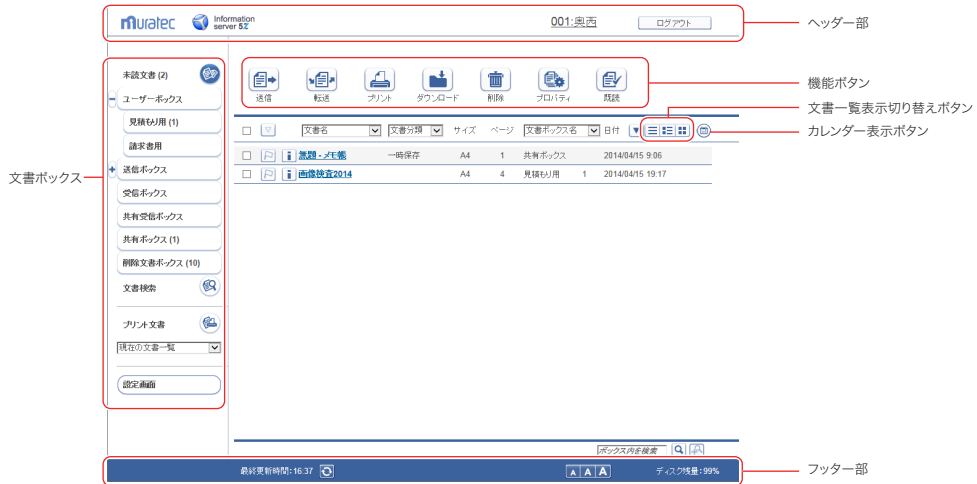 muratec
Information
server 5Z
001:奥西
ログアウト
ヘッダー部
未読文書 (2)
ユーザーボックス
見積もり用 (1)
請求書用
送信ボックス
受信ボックス
共有受信ボックス
共有ボックス (1)
削除文書ボックス (10)
文書検索
プリント文書
現在の文書一覧
設定画面
文書ボックス
送信 転送 プリント ダウンロード 削除 プロパティ 既読
機能ボタン
文書一覧表示切り替えボタン
カレンダー表示ボタン
文書名 文書分類 サイズ ページ 文書ボックス名 日付
無題 - メモ帳 一時保存 A4 1 共有ボックス 2014/04/15 9:06
画像検査2014 A4 4 見積もり用 1 2014/04/15 19:17
ボックス内を検索
最終更新時間:16:37
A A A
ディスク残量:99%
フッター部